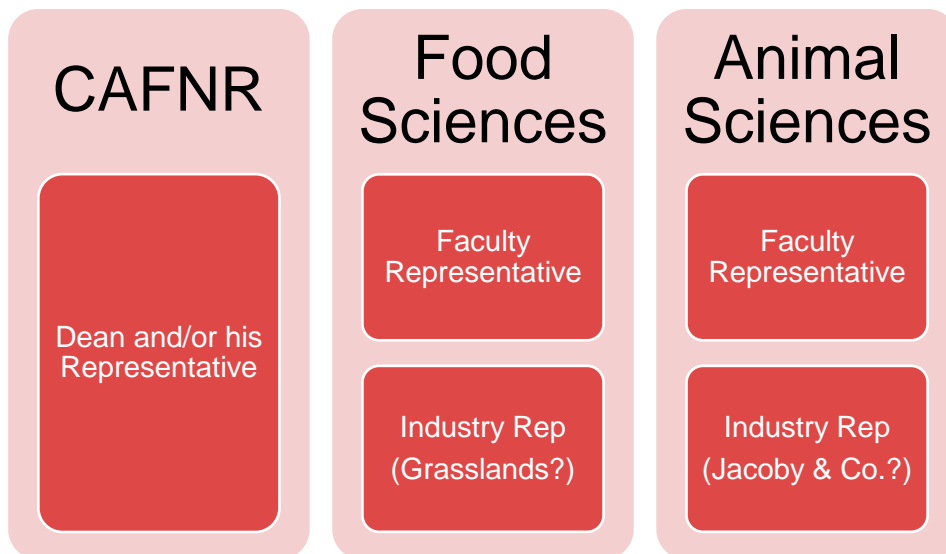 CAFNR
Dean and/or his
Representative
Food
Sciences
Faculty
Representative
Industry Rep
(Grasslands?)
Animal
Sciences
Faculty
Representative
Industry Rep
(Jacoby & Co.?)